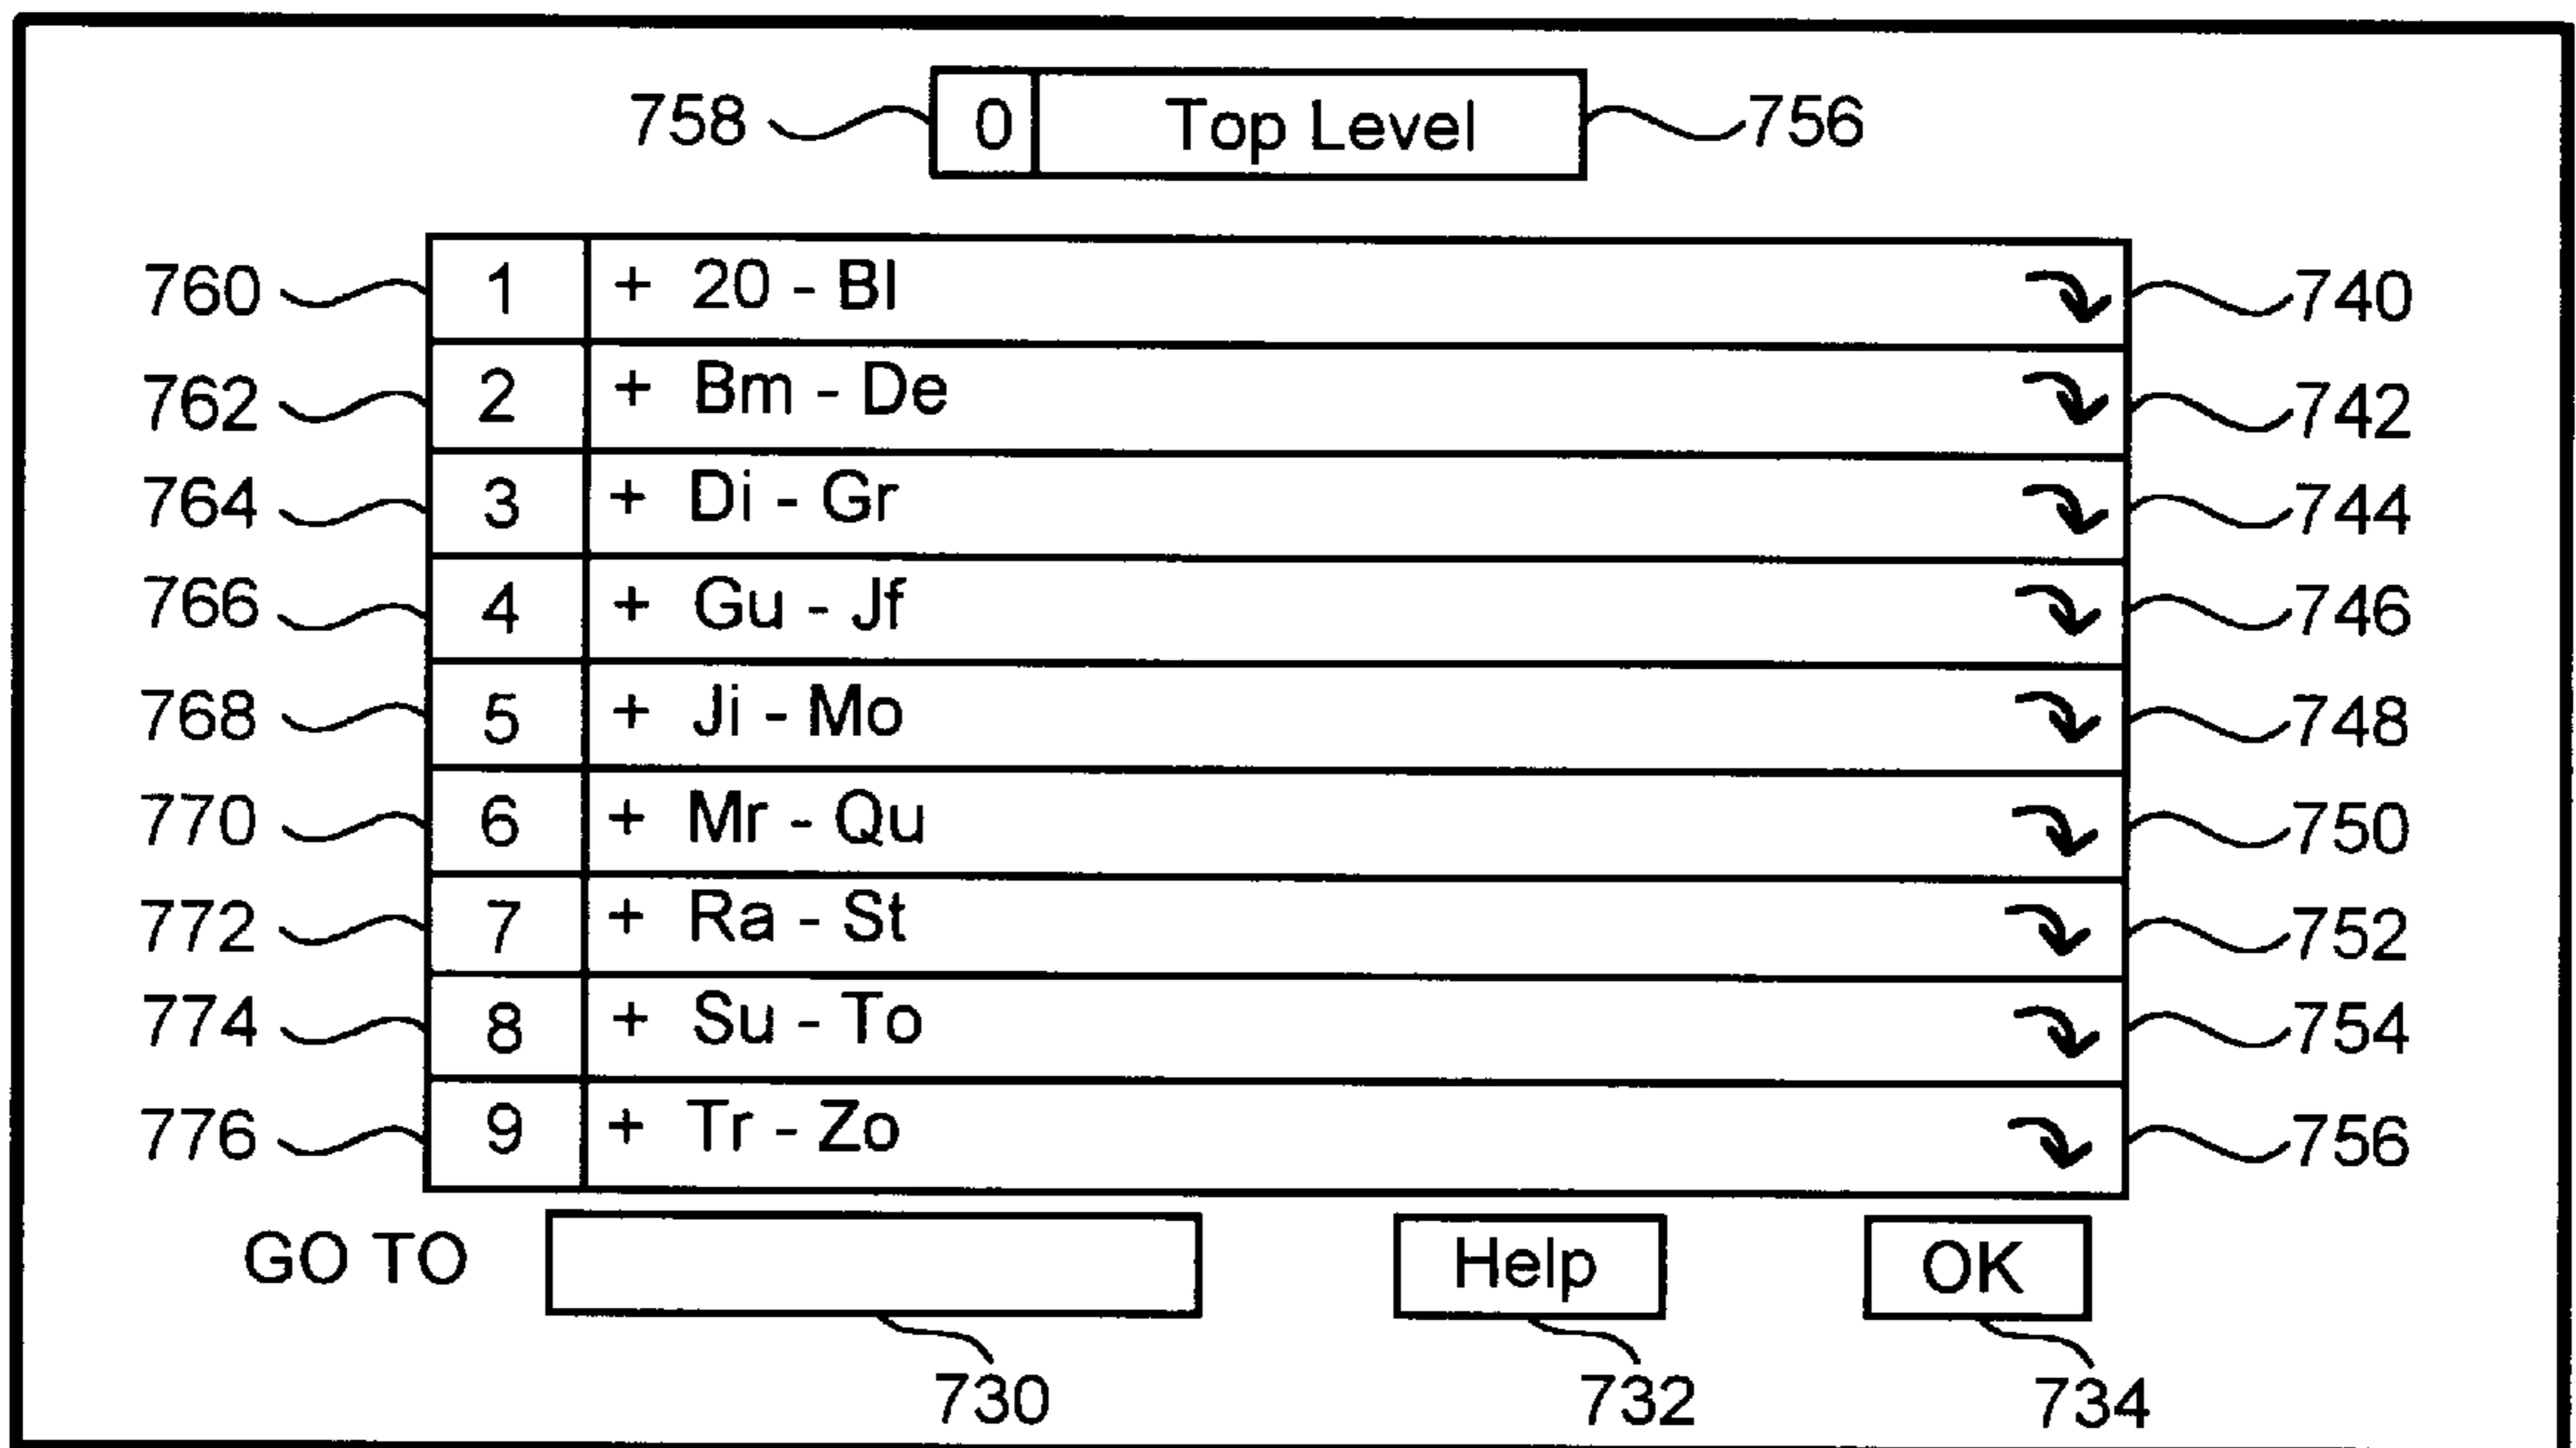 758 0 Top Level 756
760 1 + 20 - Bl 740
762 2 + Bm - De 742
764 3 + Di - Gr 744
766 4 + Gu - Jf 746
768 5 + Ji - Mo 748
770 6 + Mr - Qu 750
772 7 + Ra - St 752
774 8 + Su - To 754
776 9 + Tr - Zo 756
GO TO Help OK
730 732 734